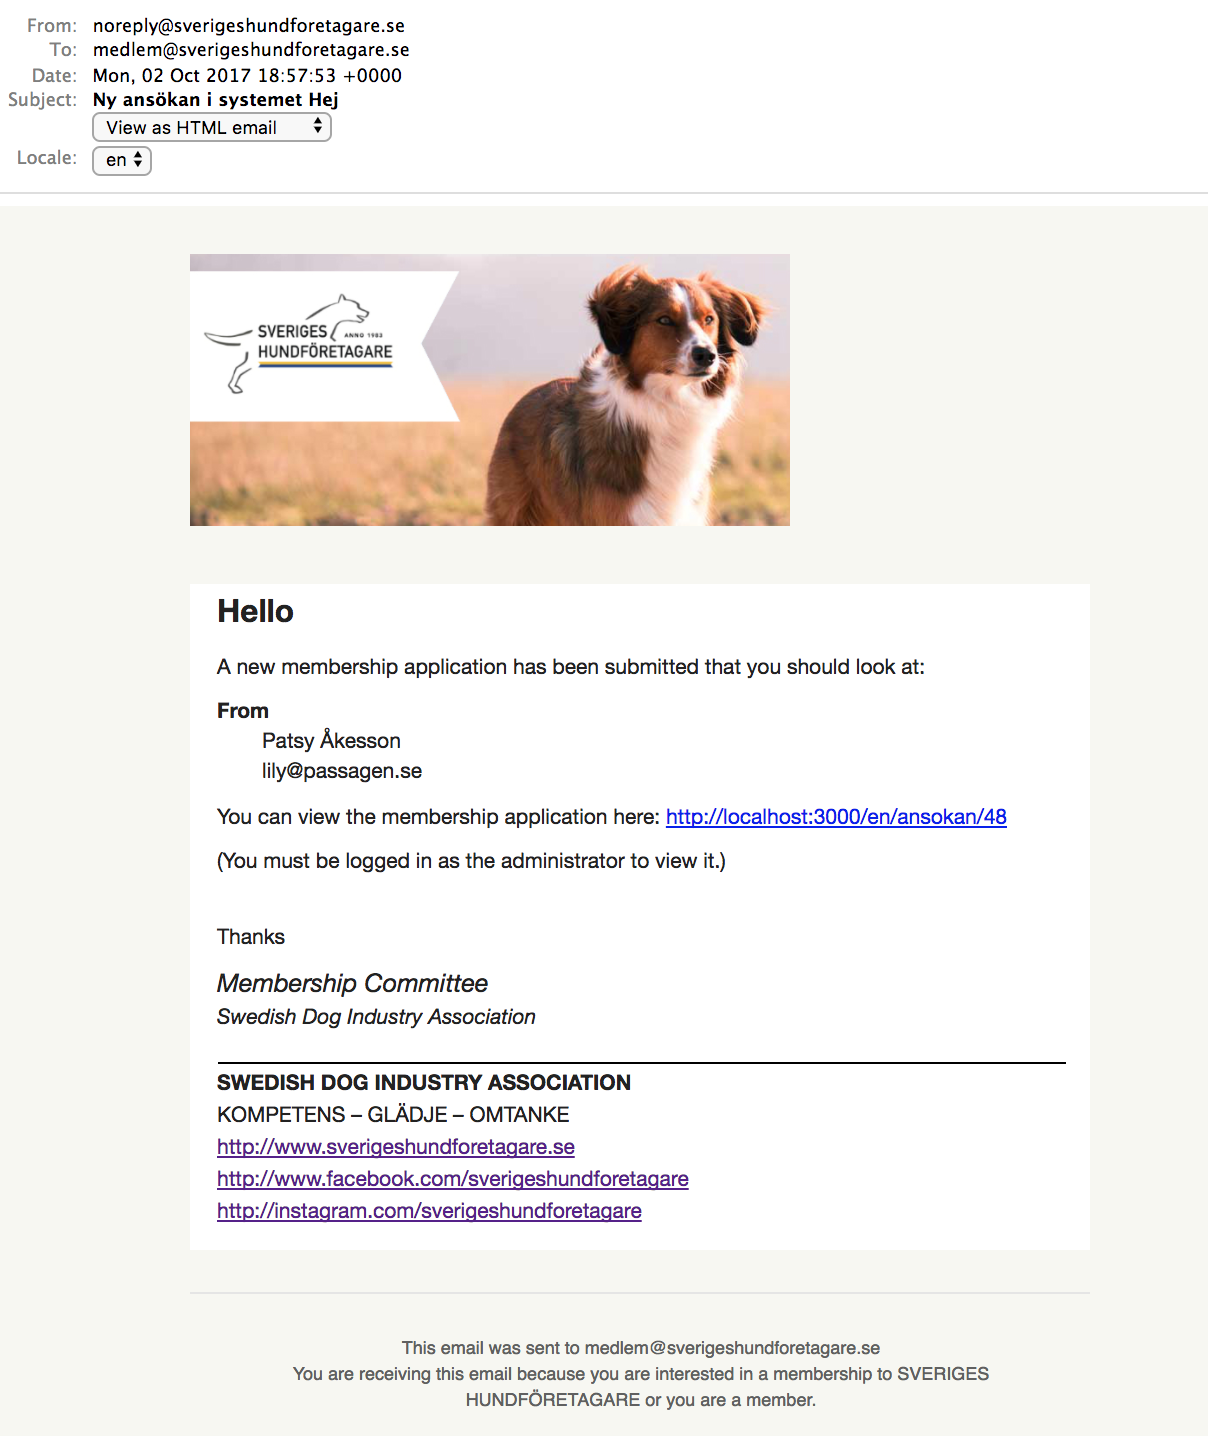 From: noreply@sverigeshundforetagare.se
To: medlem@sverigeshundforetagare.se
Date: Mon, 02 Oct 2017 18:57:53 +0000
Subject: Ny ansökan i systemet Hej
View as HTML email
Locale: en
SVERIGES ANNO 1983
HUNDFÖRETAGARE
Hello
A new membership application has been submitted that you should look at:
From
Patsy Åkesson
lily@passagen.se
You can view the membership application here: http://localhost:3000/en/ansokan/48
(You must be logged in as the administrator to view it.)
Thanks
Membership Committee
Swedish Dog Industry Association
SWEDISH DOG INDUSTRY ASSOCIATION
KOMPETENS – GLÄDJE – OMTANKE
http://www.sverigeshundforetagare.se
http://www.facebook.com/sverigeshundforetagare
http://instagram.com/sverigeshundforetagare
This email was sent to medlem@sverigeshundforetagare.se
You are receiving this email because you are interested in a membership to SVERIGES
HUNDFÖRETAGARE or you are a member.